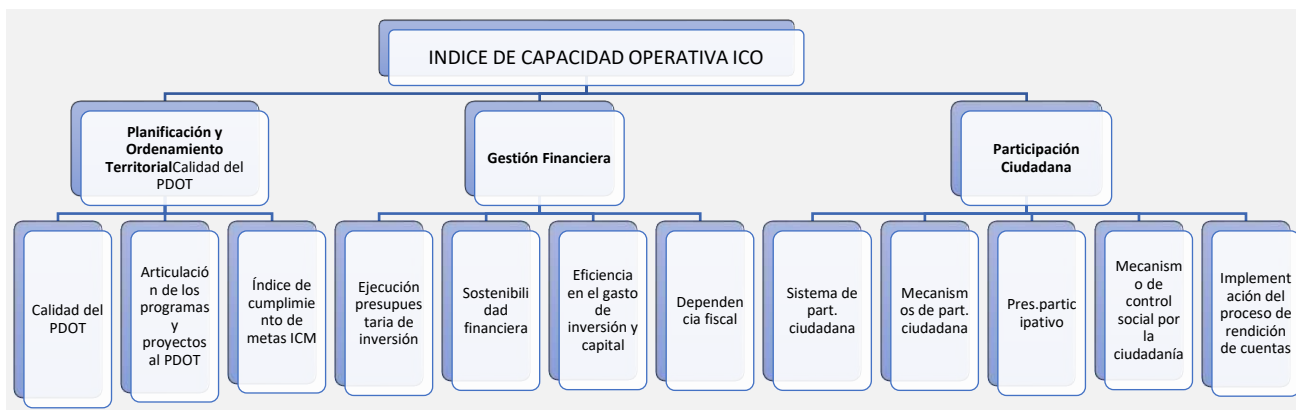 INDICE DE CAPACIDAD OPERATIVA ICO
Planificación y
Ordenamiento
TerritorialCalidad del
PDOT
Gestión Financiera
Participación
Ciudadana
Calidad del
PDOT
Articulació
n de los
programas
y
proyectos
al PDOT
Índice de
cumplimie
nto de
metas ICM
Ejecución
presupues
taria de
inversión
Sostenibili
dad
financiera
Eficiencia
en el gasto
de
inversión y
capital
Dependen
cia fiscal
Sistema de
part.
ciudadana
Mecanism
os de part.
ciudadana
Pres.partic
ipativo
Mecanism
o de
control
social por
la
ciudadanía
Implement
ación del
proceso de
rendición
de cuentas